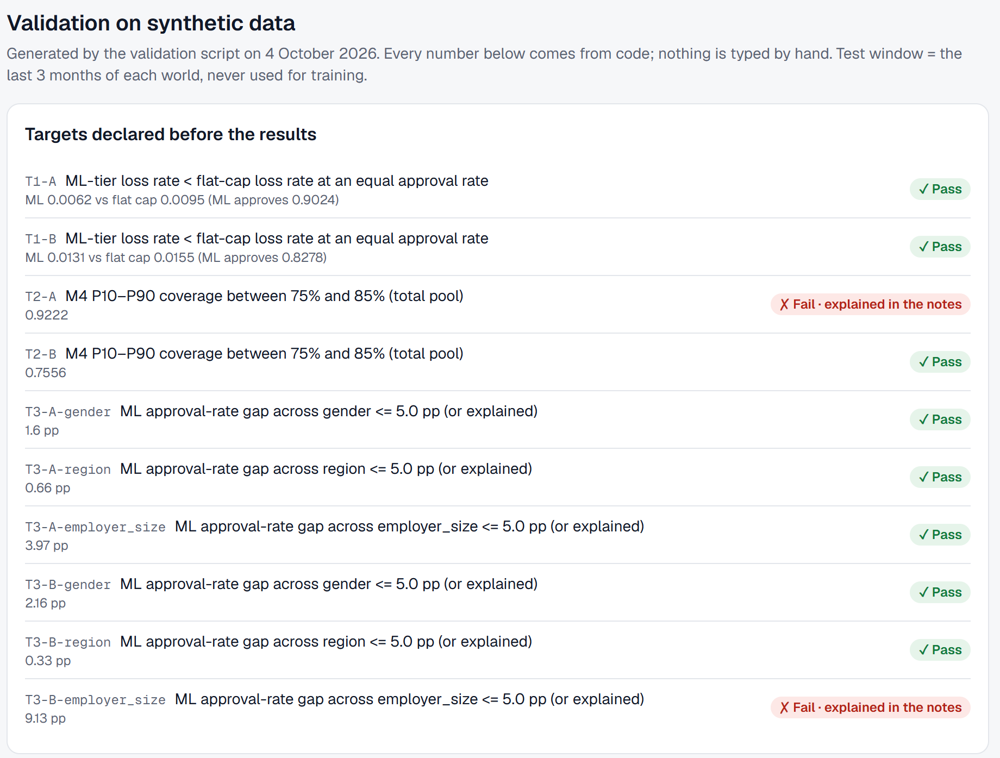 Validation on synthetic data
Generated by the validation script on 4 October 2026. Every number below comes from code; nothing is typed by hand. Test window = the
last 3 months of each world, never used for training.
Targets declared before the results
T1-A ML-tier loss rate < flat-cap loss rate at an equal approval rate
ML 0.0062 vs flat cap 0.0095 (ML approves 0.9024)
✓ Pass
T1-B ML-tier loss rate < flat-cap loss rate at an equal approval rate
ML 0.0131 vs flat cap 0.0155 (ML approves 0.8278)
✓ Pass
T2-A M4 P10–P90 coverage between 75% and 85% (total pool)
0.9222
✗ Fail · explained in the notes
T2-B M4 P10–P90 coverage between 75% and 85% (total pool)
0.7556
✓ Pass
T3-A-gender ML approval-rate gap across gender <= 5.0 pp (or explained)
1.6 pp
✓ Pass
T3-A-region ML approval-rate gap across region <= 5.0 pp (or explained)
0.66 pp
✓ Pass
T3-A-employer_size ML approval-rate gap across employer_size <= 5.0 pp (or explained)
3.97 pp
✓ Pass
T3-B-gender ML approval-rate gap across gender <= 5.0 pp (or explained)
2.16 pp
✓ Pass
T3-B-region ML approval-rate gap across region <= 5.0 pp (or explained)
0.33 pp
✓ Pass
T3-B-employer_size ML approval-rate gap across employer_size <= 5.0 pp (or explained)
9.13 pp
✗ Fail · explained in the notes